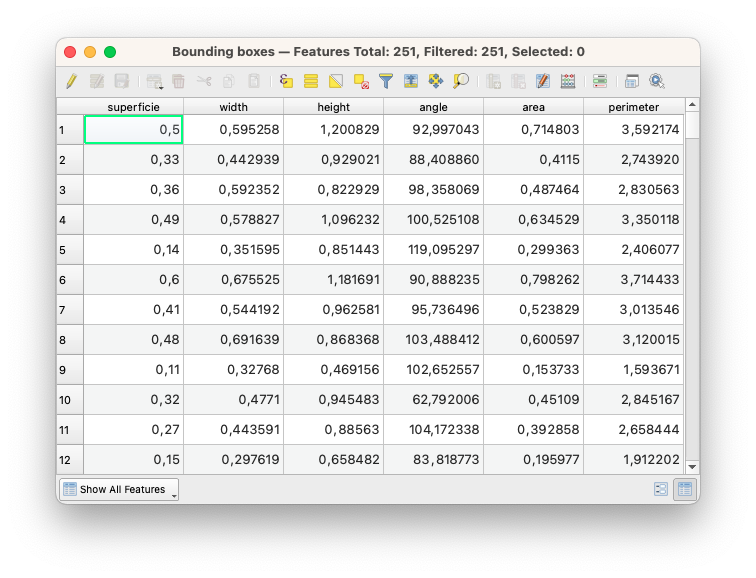 Bounding boxes — Features Total: 251, Filtered: 251, Selected: 0
superficie width height angle area perimeter
1 0,5 0,595258 1,200829 92,997043 0,714803 3,592174
2 0,33 0,442939 0,929021 88,408860 0,4115 2,743920
3 0,36 0,592352 0,822929 98,358069 0,487464 2,830563
4 0,49 0,578827 1,096232 100,525108 0,634529 3,350118
5 0,14 0,351595 0,851443 119,095297 0,299363 2,406077
6 0,6 0,675525 1,181691 90,888235 0,798262 3,714433
7 0,41 0,544192 0,962581 95,736496 0,523829 3,013546
8 0,48 0,691639 0,868368 103,488412 0,600597 3,120015
9 0,11 0,32768 0,469156 102,652557 0,153733 1,593671
10 0,32 0,4771 0,945483 62,792006 0,45109 2,845167
11 0,27 0,443591 0,88563 104,172338 0,392858 2,658444
12 0,15 0,297619 0,658482 83,818773 0,195977 1,912202
Show All Features